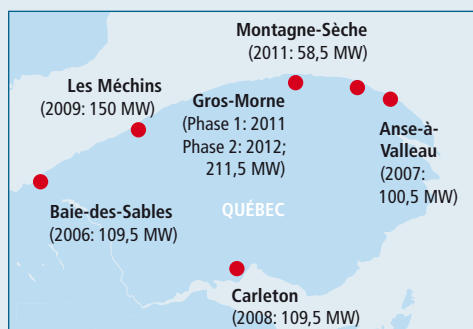 Montagne-Sèche
(2011: 58,5 MW)
Les Méchins
(2009: 150 MW)
Gros-Morne
(Phase 1: 2011
Phase 2: 2012;
211,5 MW)
Anse-à-
Valleau
(2007:
100,5 MW)
Baie-des-Sables
(2006: 109,5 MW)
QUÉBEC
Carleton
(2008: 109,5 MW)